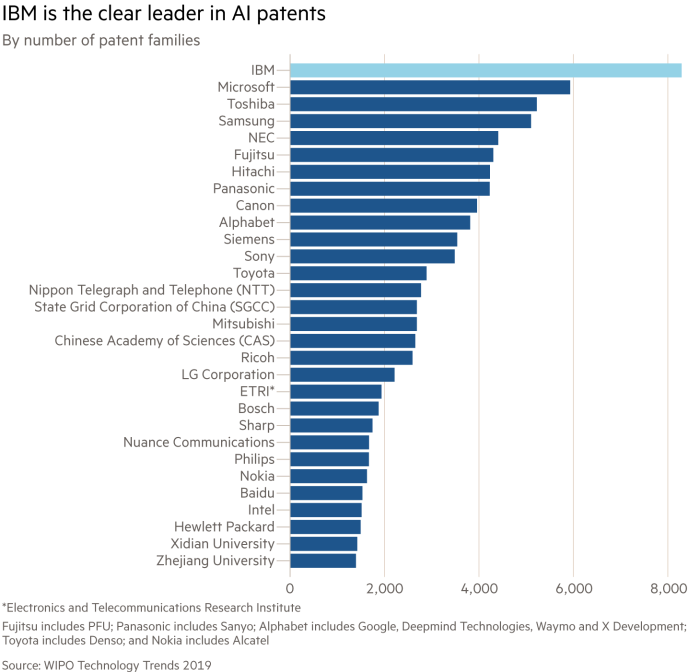 IBM is the clear leader in AI patents
By number of patent families
IBM
Microsoft
Toshiba
Samsung
NEC
Fujitsu
Hitachi
Panasonic
Canon
Alphabet
Siemens
Sony
Toyota
Nippon Telegraph and Telephone (NTT)
State Grid Corporation of China (SGCC)
Mitsubishi
Chinese Academy of Sciences (CAS)
Ricoh
LG Corporation
ETRI*
Bosch
Sharp
Nuance Communications
Philips
Nokia
Baidu
Intel
Hewlett Packard
Xidian University
Zhejiang University
0 2,000 4,000 6,000 8,000
*Electronics and Telecommunications Research Institute
Fujitsu includes PFU; Panasonic includes Sanyo; Alphabet includes Google, Deepmind Technologies, Waymo and X Development;
Toyota includes Denso; and Nokia includes Alcatel
Source: WIPO Technology Trends 2019